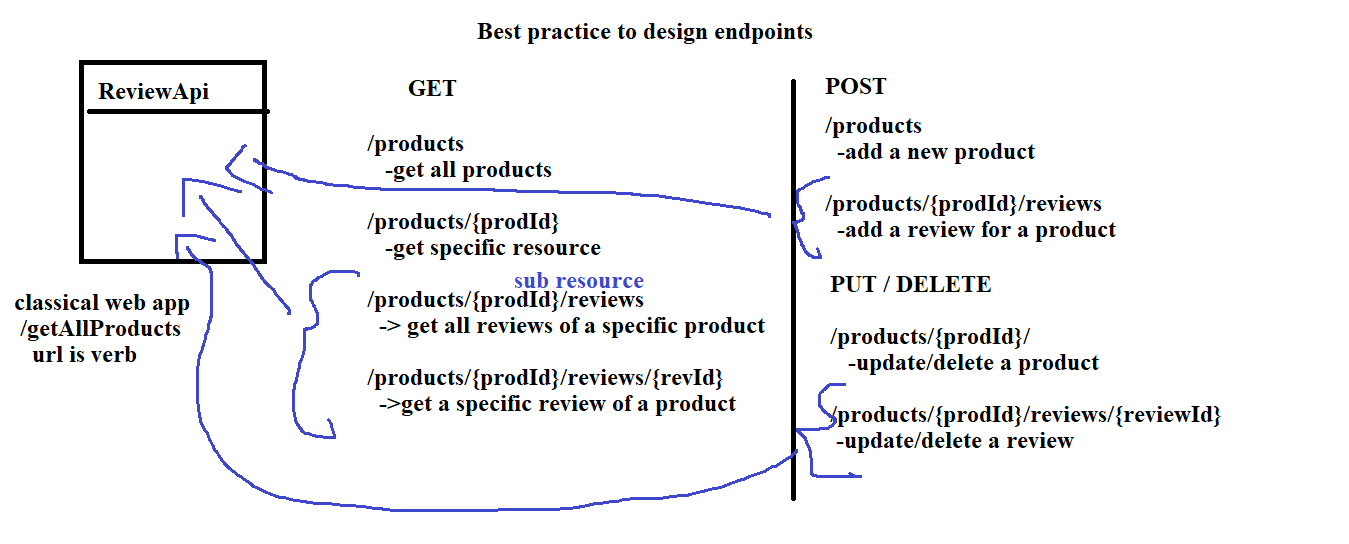 Best practice to design endpoints
ReviewApi
classical web app
/getAllProducts
url is verb
GET
/products
-get all products
/products/{prodId}
-get specific resource
sub resource
/products/{prodId}/reviews
-> get all reviews of a specific product
/products/{prodId}/reviews/{revId}
->get a specific review of a product
POST
/products
-add a new product
/products/{prodId}/reviews
-add a review for a product
PUT / DELETE
/products/{prodId}/
-update/delete a product
/products/{prodId}/reviews/{reviewId}
-update/delete a review